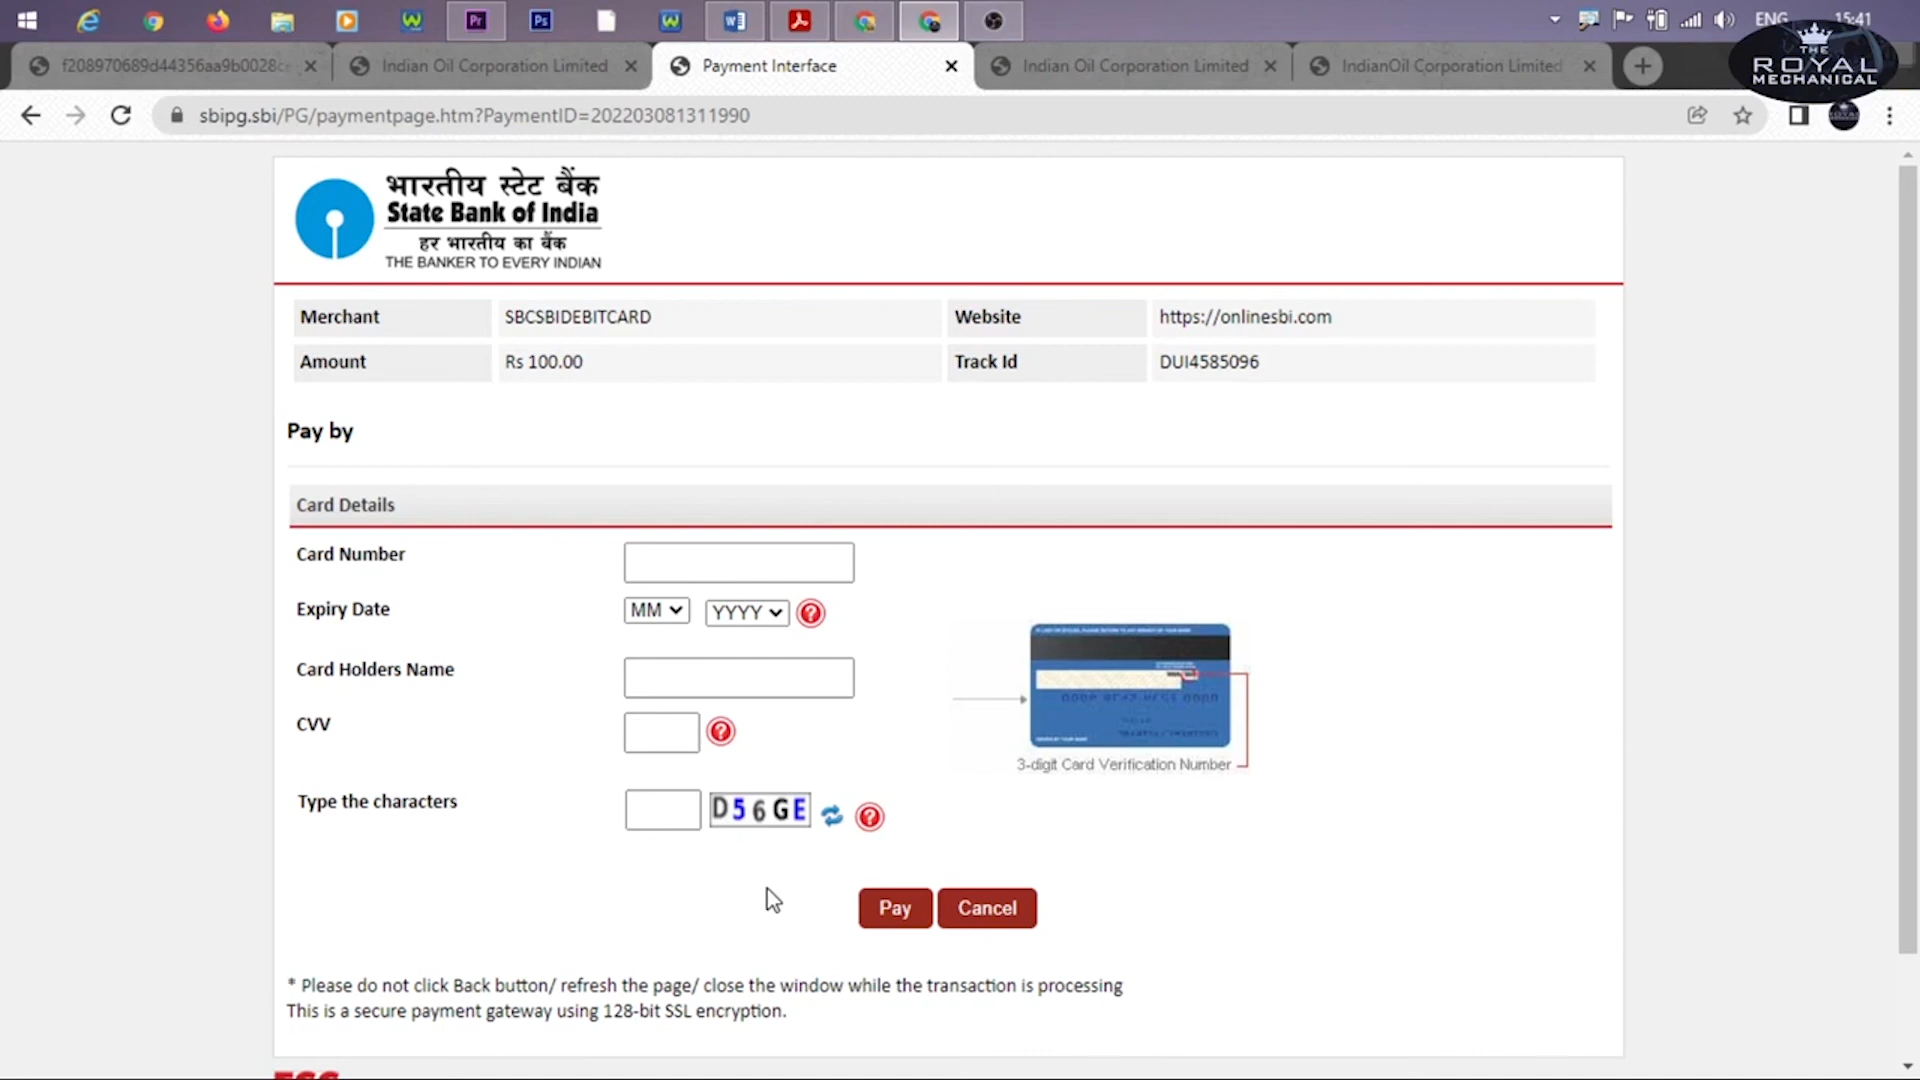 ENG
15:41
THE
ROYAL
MECHANICAL
Indian Oil Corporation Limited
Payment Interface
Indian Oil Corporation Limited
IndianOil Corporation Limited
sbipg.sbi/PG/paymentpage.htm?PaymentID=202203081311990
भारतीय स्टेट बैंक
State Bank of India
हर भारतीय का बैंक
THE BANKER TO EVERY INDIAN
Merchant SBCSBIDEBITCARD Website https://onlinesbi.com
Amount Rs 100.00 Track Id DUI4585096
Pay by
Card Details
Card Number
Expiry Date MM YYYY
Card Holders Name
CVV
3-digit Card Verification Number
Type the characters D56GE
Pay Cancel
* Please do not click Back button/ refresh the page/ close the window while the transaction is processing
This is a secure payment gateway using 128-bit SSL encryption.